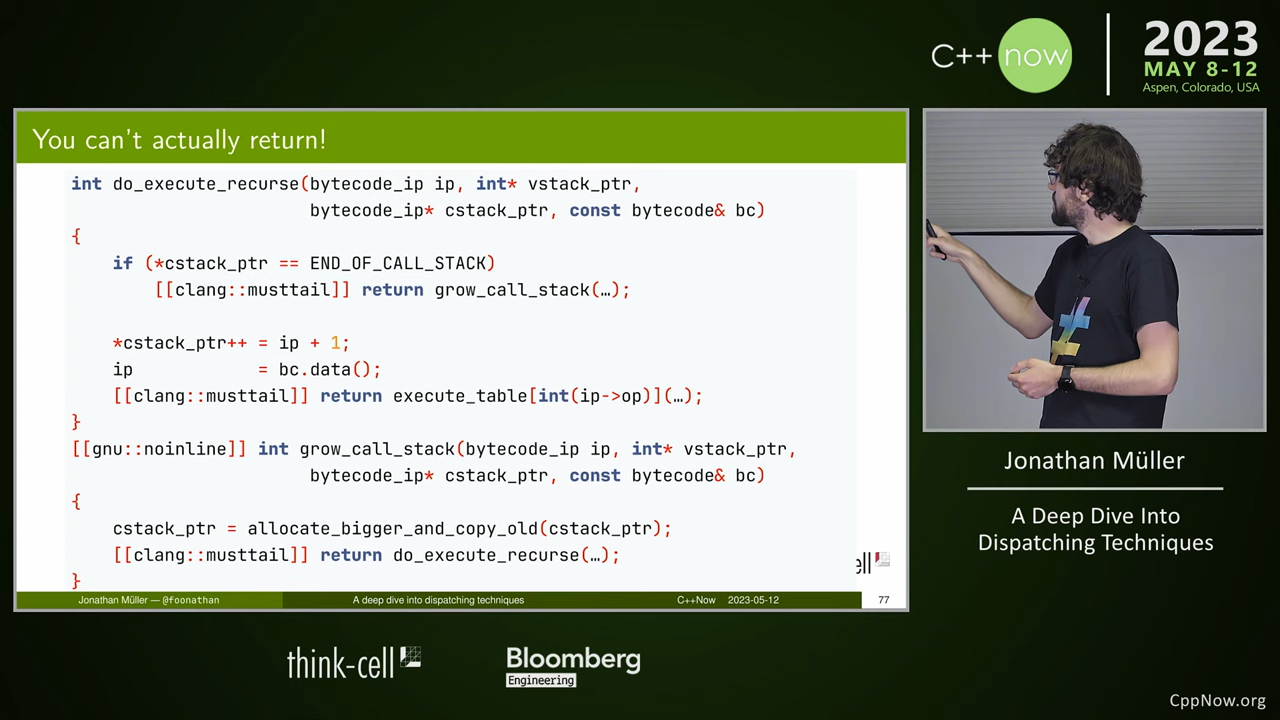 C++ now
2023
MAY 8-12
Aspen, Colorado, USA
You can't actually return!
int do_execute_recurse(bytecode_ip ip, int* vstack_ptr,
                       bytecode_ip* cstack_ptr, const bytecode& bc)
{
    if (*cstack_ptr == END_OF_CALL_STACK)
        [[clang::musttail]] return grow_call_stack(…);
    *cstack_ptr++ = ip + 1;
    ip            = bc.data();
    [[clang::musttail]] return execute_table[int(ip->op)](…);
}
[[gnu::noinline]] int grow_call_stack(bytecode_ip ip, int* vstack_ptr,
                       bytecode_ip* cstack_ptr, const bytecode& bc)
{
    cstack_ptr = allocate_bigger_and_copy_old(cstack_ptr);
    [[clang::musttail]] return do_execute_recurse(…);
}
ell
Jonathan Müller — @foonathan A deep dive into dispatching techniques C++Now 2023-05-12 77
Jonathan Müller
A Deep Dive Into
Dispatching Techniques
think-cell
Bloomberg
Engineering
CppNow.org